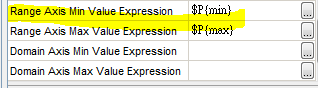 Range Axis Min Value Expression $P{min} ...
Range Axis Max Value Expression $P{max} ...
Domain Axis Min Value Expression ...
Domain Axis Max Value Expression ...